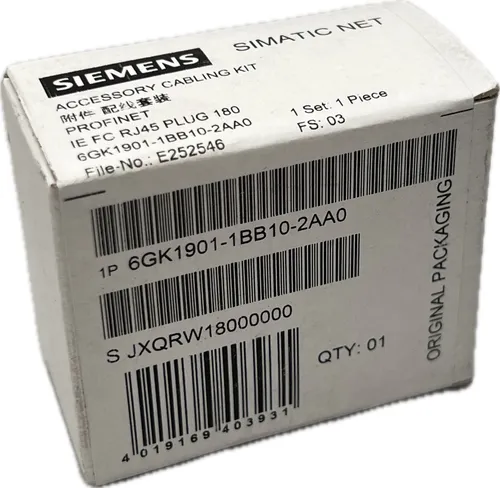 SIEMENS
SIMATIC NET
ACCESSORY CABLING KIT
附件 配线套装
PROFINET
IE FC RJ45 PLUG 180
1 Set: 1 Piece
6GK1901-1BB10-2AA0
FS: 03
File-No.: E252546
1P 6GK1901-1BB10-2AA0
S JXQRW18000000
QTY: 01
4 019169 403931
ORIGINAL PACKAGING